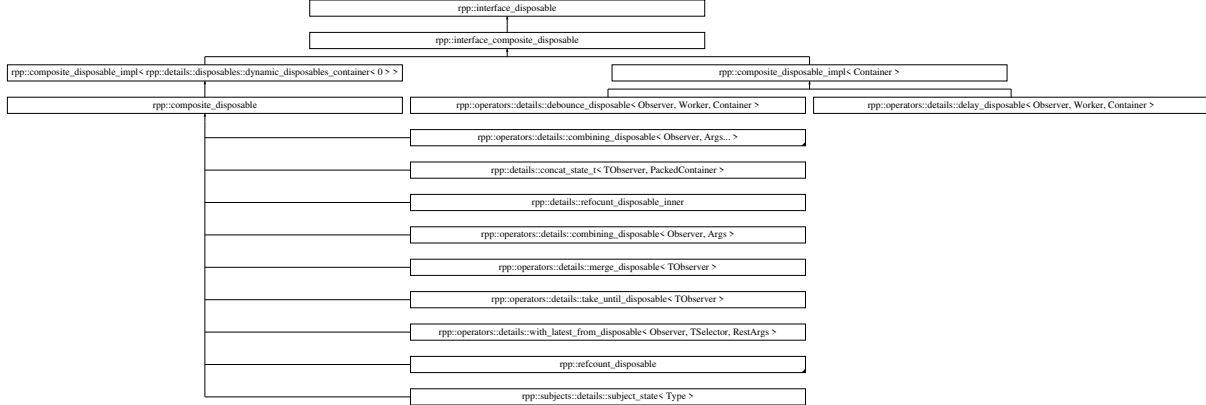 rpp::interface_disposable
rpp::interface_composite_disposable
rpp::composite_disposable_impl< rpp::details::disposables::dynamic_disposables_container< 0 > >
rpp::composite_disposable_impl< Container >
rpp::composite_disposable
rpp::operators::details::debounce_disposable< Observer, Worker, Container >
rpp::operators::details::delay_disposable< Observer, Worker, Container >
rpp::operators::details::combining_disposable< Observer, Args... >
rpp::details::concat_state_t< TObserver, PackedContainer >
rpp::details::refocunt_disposable_inner
rpp::operators::details::combining_disposable< Observer, Args >
rpp::operators::details::merge_disposable< TObserver >
rpp::operators::details::take_until_disposable< TObserver >
rpp::operators::details::with_latest_from_disposable< Observer, TSelector, RestArgs >
rpp::refcount_disposable
rpp::subjects::details::subject_state< Type >